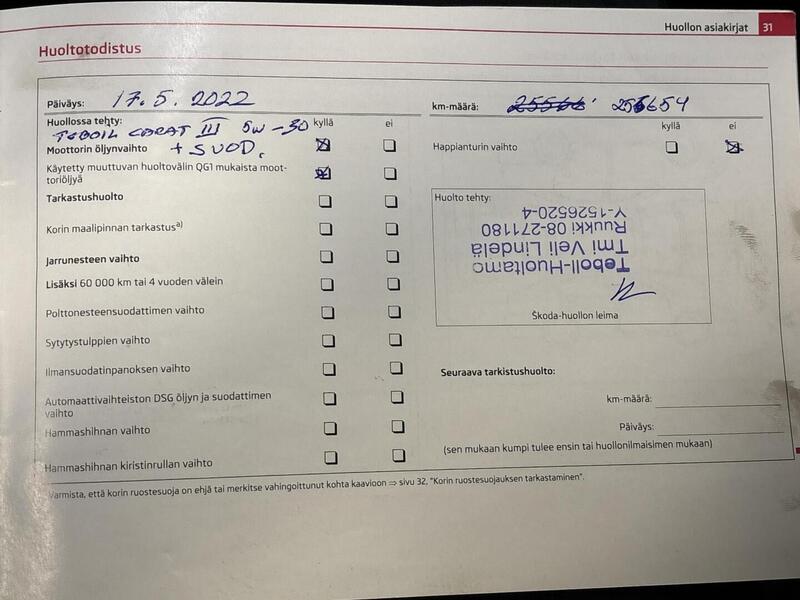 Huollon asiakirjat 31
Huoltotodistus
Päiväys: 17.5.2022
km-määrä: 256654
Huollossa tehty: kyllä ei
TEBOIL CARAT III 5W-30
Moottorin öljynvaihto + SUOD.
Käytetty muuttuvan huoltovälin QG1 mukaista moot-
toriöljyä
Tarkastushuolto
Korin maalipinnan tarkastusa)
Jarrunesteen vaihto
Lisäksi 60 000 km tai 4 vuoden välein
Polttonesteensuodattimen vaihto
Sytytystulppien vaihto
Ilmansuodatinpanoksen vaihto
Automaattivaihteiston DSG öljyn ja suodattimen
vaihto
Hammashihnan vaihto
Hammashihnan kiristinrullan vaihto
kyllä ei
Happianturin vaihto
Huolto tehty:
Teboil-Huoltamo
Tmi Veli Lindelä
Ruukki 08-271180
Y-1526520-4
Škoda-huollon leima
Seuraava tarkistushuolto:
km-määrä:
Päiväys:
(sen mukaan kumpi tulee ensin tai huollonilmaisimen mukaan)
Varmista, että korin ruostesuoja on ehjä tai merkitse vahingoittunut kohta kaavioon ⇒ sivu 32, "Korin ruostesuojauksen tarkastaminen".